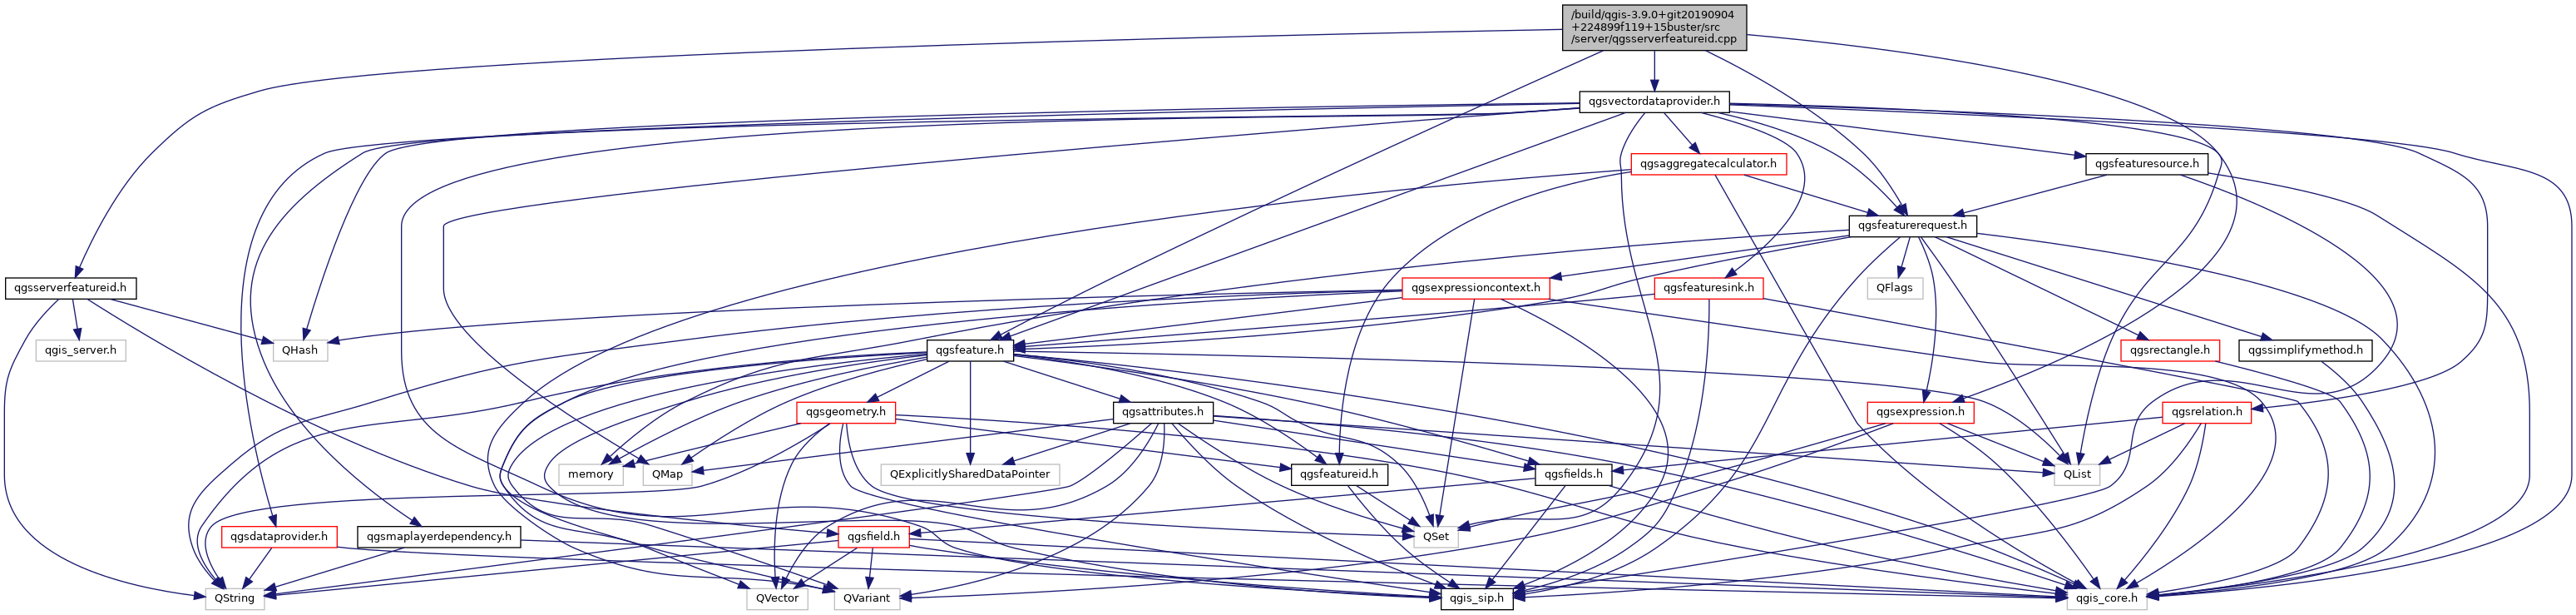 /build/qgis-3.9.0+git20190904
+224899f119+15buster/src
/server/qgsserverfeatureid.cpp
qgsvectordataprovider.h
qgsaggregatecalculator.h
qgsfeaturesource.h
qgsfeaturerequest.h
qgsserverfeatureid.h
qgsexpressioncontext.h
qgsfeaturesink.h
QFlags
qgis_server.h
QHash
qgsfeature.h
qgsrectangle.h
qgssimplifymethod.h
qgsgeometry.h
qgsattributes.h
qgsexpression.h
qgsrelation.h
memory
QMap
QExplicitlySharedDataPointer
qgsfeatureid.h
qgsfields.h
QList
qgsdataprovider.h
qgsmaplayerdependency.h
qgsfield.h
QSet
QString
QVector
QVariant
qgis_sip.h
qgis_core.h